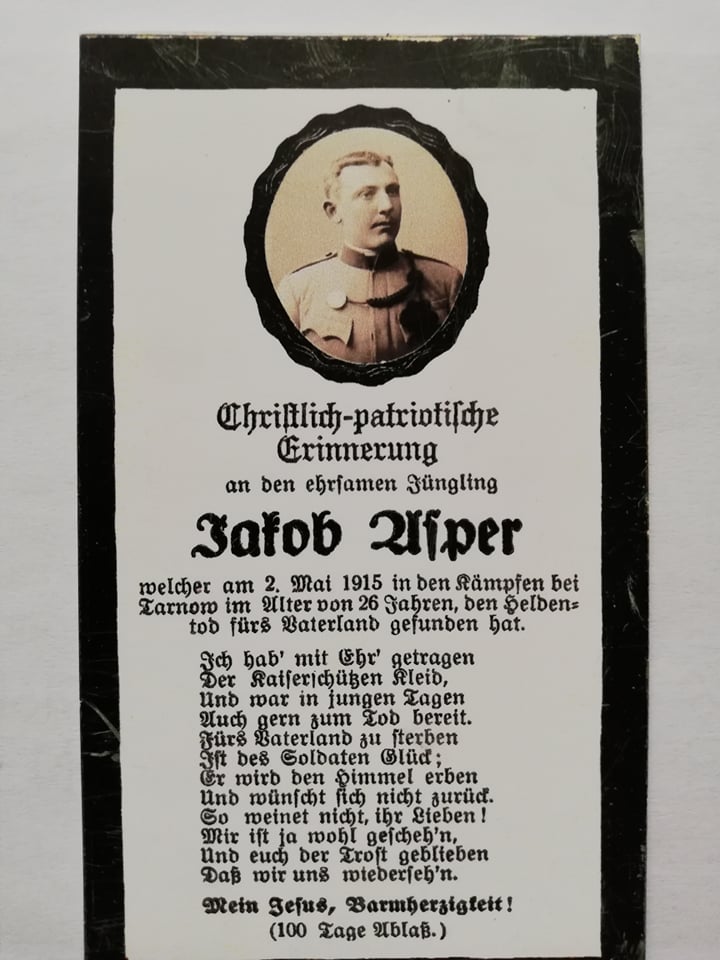 Christlich-patriotische
Erinnerung
an den ehrsamen Jüngling
Jakob Asper
welcher am 2. Mai 1915 in den Kämpfen bei
Tarnow im Alter von 26 Jahren, den Helden=
tod fürs Vaterland gefunden hat.
Ich hab' mit Ehr' getragen
Der Kaiserschützen Kleid,
Und war in jungen Tagen
Auch gern zum Tod bereit.
Fürs Vaterland zu sterben
Ist des Soldaten Glück;
Er wird den Himmel erben
Und wünscht sich nicht zurück.
So weinet nicht, ihr Lieben!
Mir ist ja wohl gescheh'n,
Und euch der Trost geblieben
Daß wir uns wiederseh'n.
Mein Jesus, Barmherzigkeit!
(100 Tage Ablaß.)